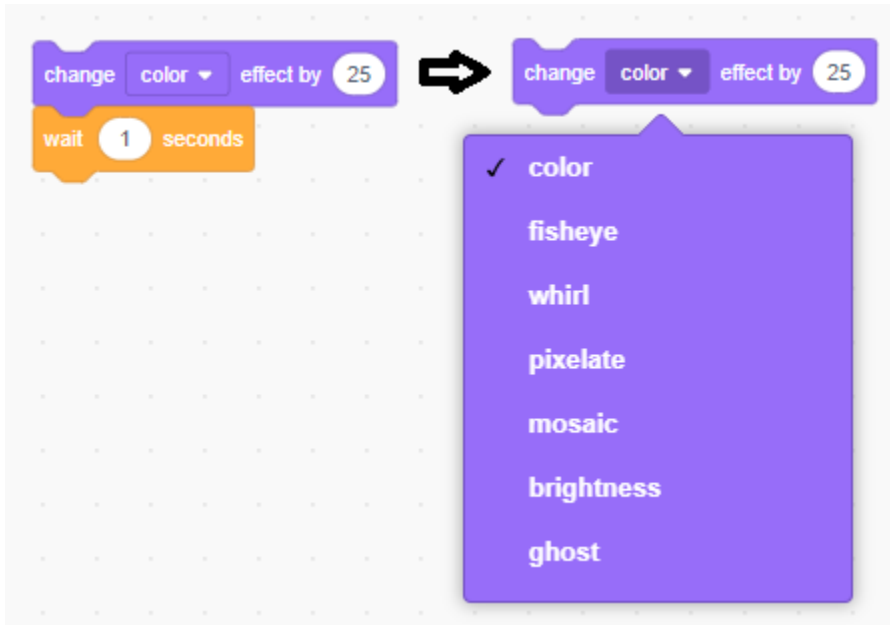 change color effect by 25
wait 1 seconds
change color effect by 25
✓ color
fisheye
whirl
pixelate
mosaic
brightness
ghost